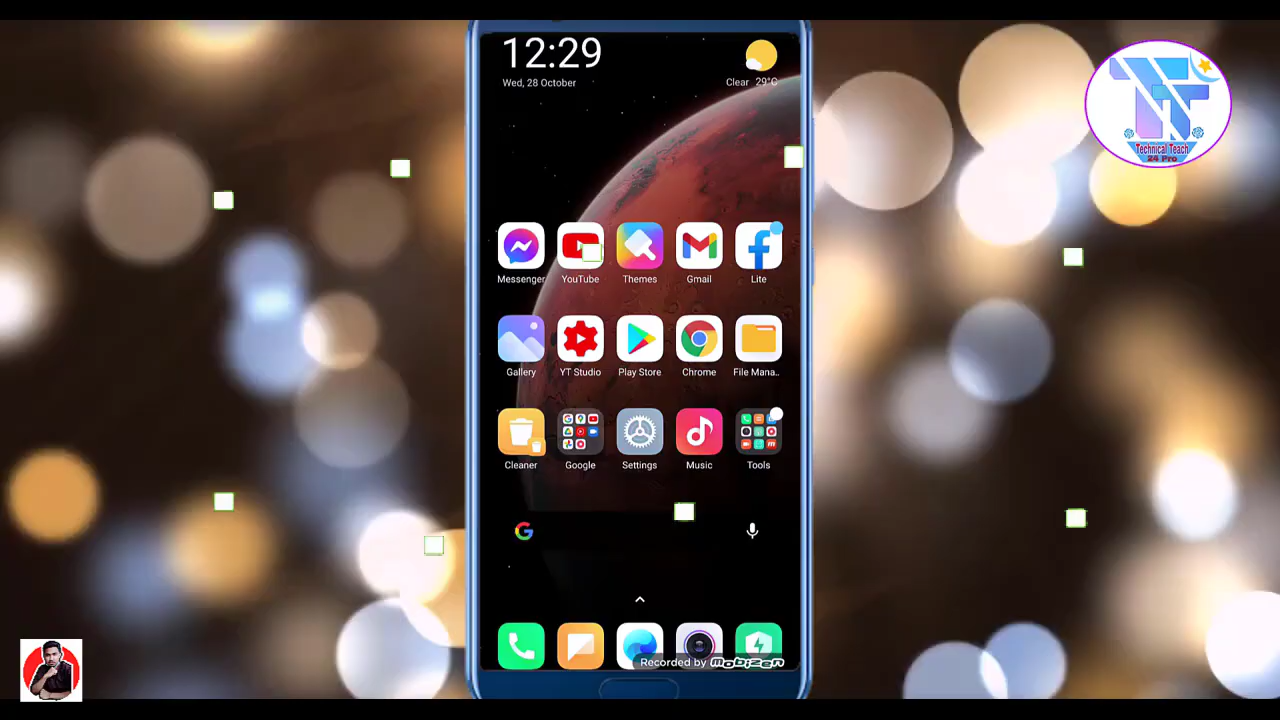 12:29
Wed, 28 October
Clear 29°C
Technical Teach
24 Pro
Messenger
YouTube
Themes
Gmail
Lite
Gallery
YT Studio
Play Store
Chrome
File Mana..
Cleaner
Google
Settings
Music
Tools
Recorded by mobizen